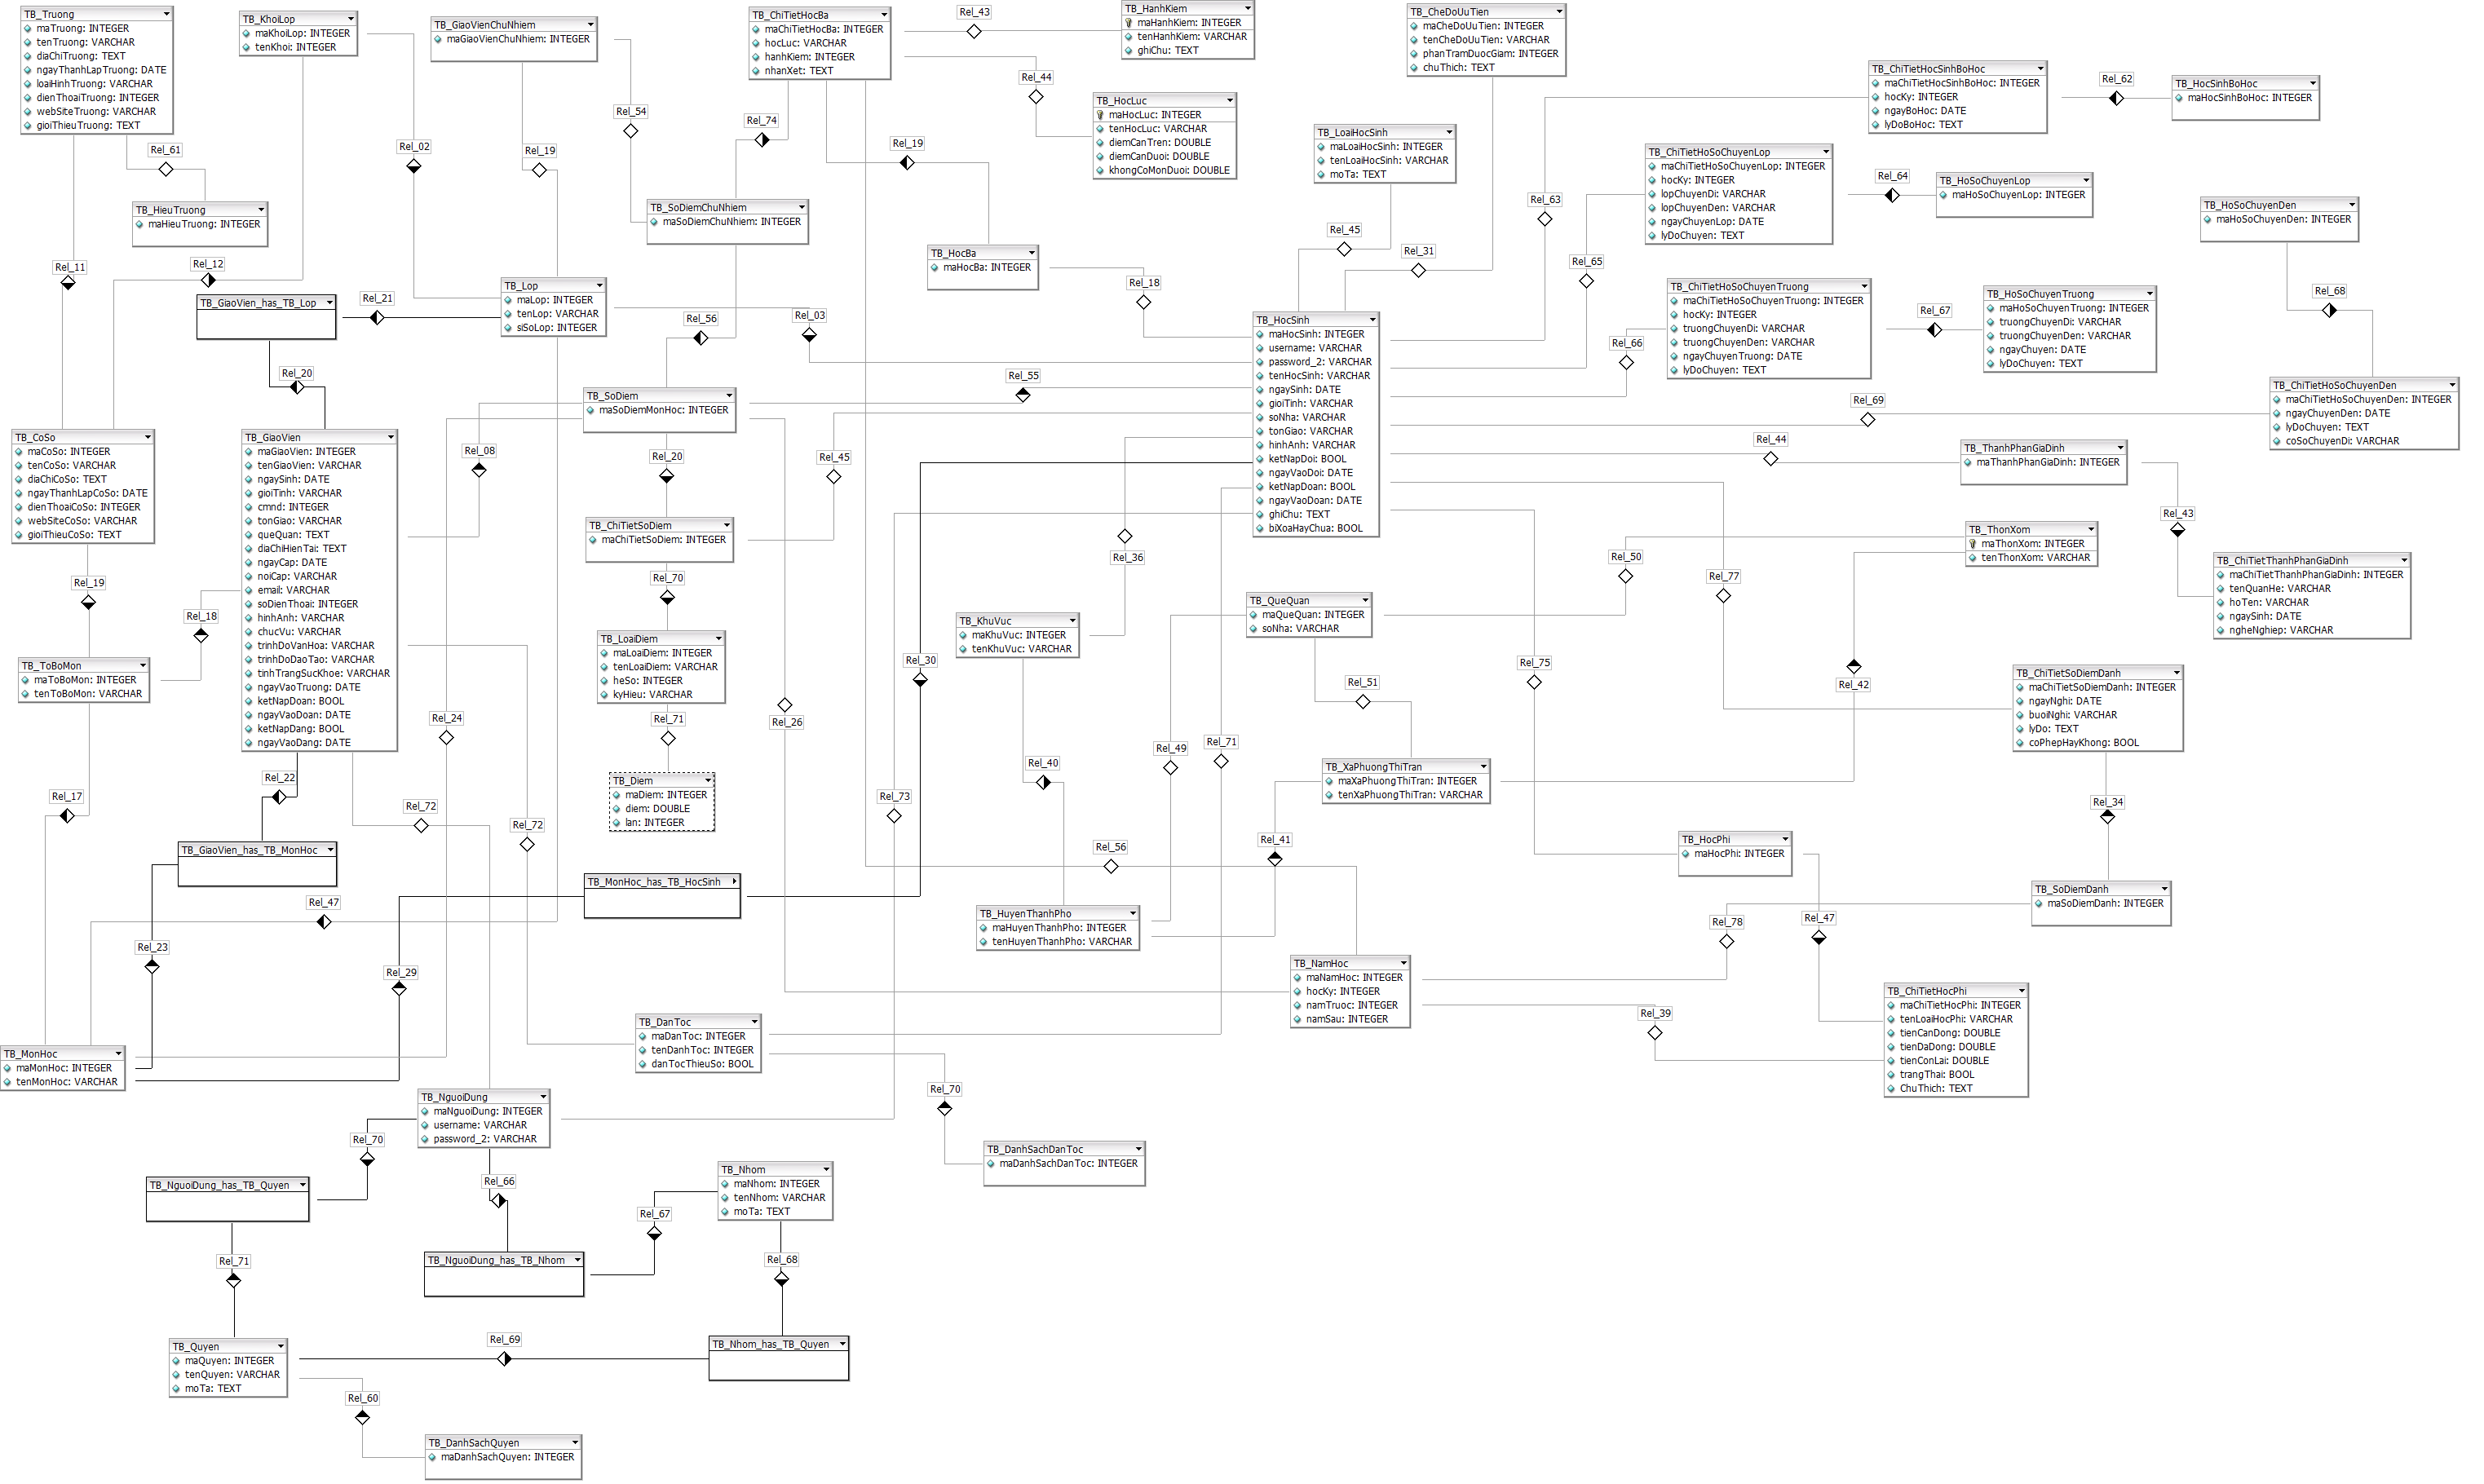 TB_Truong
maTruong: INTEGER
tenTruong: VARCHAR
diaChiTruong: TEXT
ngayThanhLapTruong: DATE
loaiHinhTruong: VARCHAR
dienThoaiTruong: INTEGER
webSiteTruong: VARCHAR
gioiThieuTruong: TEXT
TB_KhoiLop
maKhoiLop: INTEGER
tenKhoi: INTEGER
TB_GiaoVienChuNhiem
maGiaoVienChuNhiem: INTEGER
TB_ChiTietHocBa
maChiTietHocBa: INTEGER
hocLuc: VARCHAR
hanhKiem: INTEGER
nhanXet: TEXT
Rel_43
TB_HanhKiem
maHanhKiem: INTEGER
tenHanhKiem: VARCHAR
ghiChu: TEXT
TB_CheDoUuTien
maCheDoUuTien: INTEGER
tenCheDoUuTien: VARCHAR
phanTramDuocGiam: INTEGER
chuThich: TEXT
Rel_44
TB_HocLuc
maHocLuc: INTEGER
tenHocLuc: VARCHAR
diemCanTren: DOUBLE
diemCanDuoi: DOUBLE
khongCoMonDuoi: DOUBLE
TB_ChiTietHocSinhBoHoc
maChiTietHocSinhBoHoc: INTEGER
hocKy: INTEGER
ngayBoHoc: DATE
lyDoBoHoc: TEXT
Rel_62
TB_HocSinhBoHoc
maHocSinhBoHoc: INTEGER
Rel_54
Rel_74
Rel_61
Rel_02
Rel_19
Rel_19
TB_LoaiHocSinh
maLoaiHocSinh: INTEGER
tenLoaiHocSinh: VARCHAR
moTa: TEXT
TB_ChiTietHoSoChuyenLop
maChiTietHoSoChuyenLop: INTEGER
hocKy: INTEGER
lopChuyenDi: VARCHAR
lopChuyenDen: VARCHAR
ngayChuyenLop: DATE
lyDoChuyen: TEXT
Rel_64
TB_HoSoChuyenLop
maHoSoChuyenLop: INTEGER
TB_HieuTruong
maHieuTruong: INTEGER
TB_SoDiemChuNhiem
maSoDiemChuNhiem: INTEGER
Rel_63
TB_HoSoChuyenDen
maHoSoChuyenDen: INTEGER
Rel_45
Rel_31
Rel_65
Rel_11
Rel_12
TB_HocBa
maHocBa: INTEGER
Rel_18
TB_GiaoVien_has_TB_Lop
Rel_21
TB_Lop
maLop: INTEGER
tenLop: VARCHAR
siSoLop: INTEGER
Rel_56
Rel_03
TB_ChiTietHoSoChuyenTruong
maChiTietHoSoChuyenTruong: INTEGER
hocKy: INTEGER
truongChuyenDi: VARCHAR
truongChuyenDen: VARCHAR
ngayChuyenTruong: DATE
lyDoChuyen: TEXT
Rel_67
TB_HoSoChuyenTruong
maHoSoChuyenTruong: INTEGER
truongChuyenDi: VARCHAR
truongChuyenDen: VARCHAR
ngayChuyen: DATE
lyDoChuyen: TEXT
Rel_68
TB_HocSinh
maHocSinh: INTEGER
username: VARCHAR
password_2: VARCHAR
tenHocSinh: VARCHAR
ngaySinh: DATE
gioiTinh: VARCHAR
soNha: VARCHAR
tonGiao: VARCHAR
hinhAnh: VARCHAR
ketNapDoi: BOOL
ngayVaoDoi: DATE
ketNapDoan: BOOL
ngayVaoDoan: DATE
ghiChu: TEXT
biXoaHayChua: BOOL
Rel_66
Rel_20
Rel_55
TB_SoDiem
maSoDiemMonHoc: INTEGER
Rel_69
TB_ChiTietHoSoChuyenDen
maChiTietHoSoChuyenDen: INTEGER
ngayChuyenDen: DATE
lyDoChuyen: TEXT
coSoChuyenDi: VARCHAR
TB_CoSo
maCoSo: INTEGER
tenCoSo: VARCHAR
diaChiCoSo: TEXT
ngayThanhLapCoSo: DATE
dienThoaiCoSo: INTEGER
webSiteCoSo: VARCHAR
gioiThieuCoSo: TEXT
TB_GiaoVien
maGiaoVien: INTEGER
tenGiaoVien: VARCHAR
ngaySinh: DATE
gioiTinh: VARCHAR
cmnd: INTEGER
tonGiao: VARCHAR
queQuan: TEXT
diaChiHienTai: TEXT
ngayCap: DATE
noiCap: VARCHAR
email: VARCHAR
soDienThoai: INTEGER
hinhAnh: VARCHAR
chucVu: VARCHAR
trinhDoVanHoa: VARCHAR
trinhDoDaoTao: VARCHAR
tinhTrangSucKhoe: VARCHAR
ngayVaoTruong: DATE
ketNapDoan: BOOL
ngayVaoDoan: DATE
ketNapDang: BOOL
ngayVaoDang: DATE
Rel_08
Rel_20
Rel_45
Rel_44
TB_ThanhPhanGiaDinh
maThanhPhanGiaDinh: INTEGER
Rel_43
TB_ChiTietSoDiem
maChiTietSoDiem: INTEGER
Rel_36
Rel_50
TB_ThonXom
maThonXom: INTEGER
tenThonXom: VARCHAR
TB_ChiTietThanhPhanGiaDinh
maChiTietThanhPhanGiaDinh: INTEGER
tenQuanHe: VARCHAR
hoTen: VARCHAR
ngaySinh: DATE
ngheNghiep: VARCHAR
Rel_19
Rel_70
Rel_77
Rel_18
TB_KhuVuc
maKhuVuc: INTEGER
tenKhuVuc: VARCHAR
TB_QueQuan
maQueQuan: INTEGER
soNha: VARCHAR
TB_LoaiDiem
maLoaiDiem: INTEGER
tenLoaiDiem: VARCHAR
heSo: INTEGER
kyHieu: VARCHAR
TB_ToBoMon
maToBoMon: INTEGER
tenToBoMon: VARCHAR
Rel_30
Rel_75
Rel_51
Rel_42
TB_ChiTietSoDiemDanh
maChiTietSoDiemDanh: INTEGER
ngayNghi: DATE
buoiNghi: VARCHAR
lyDo: TEXT
coPhepHayKhong: BOOL
Rel_24
Rel_71
Rel_26
Rel_49
Rel_71
Rel_40
Rel_22
TB_Diem
maDiem: INTEGER
diem: DOUBLE
lan: INTEGER
TB_XaPhuongThiTran
maXaPhuongThiTran: INTEGER
tenXaPhuongThiTran: VARCHAR
Rel_17
Rel_72
Rel_72
Rel_73
Rel_34
Rel_41
Rel_56
TB_HocPhi
maHocPhi: INTEGER
TB_GiaoVien_has_TB_MonHoc
TB_MonHoc_has_TB_HocSinh
TB_SoDiemDanh
maSoDiemDanh: INTEGER
Rel_47
Rel_23
TB_HuyenThanhPho
maHuyenThanhPho: INTEGER
tenHuyenThanhPho: VARCHAR
Rel_78
Rel_47
Rel_29
TB_NamHoc
maNamHoc: INTEGER
hocKy: INTEGER
namTruoc: INTEGER
namSau: INTEGER
TB_ChiTietHocPhi
maChiTietHocPhi: INTEGER
tenLoaiHocPhi: VARCHAR
tienCanDong: DOUBLE
tienDaDong: DOUBLE
tienConLai: DOUBLE
trangThai: BOOL
ChuThich: TEXT
Rel_39
TB_DanToc
maDanToc: INTEGER
tenDanhToc: INTEGER
danTocThieuSo: BOOL
TB_MonHoc
maMonHoc: INTEGER
tenMonHoc: VARCHAR
TB_NguoiDung
maNguoiDung: INTEGER
username: VARCHAR
password_2: VARCHAR
Rel_70
Rel_70
TB_DanhSachDanToc
maDanhSachDanToc: INTEGER
TB_NguoiDung_has_TB_Quyen
Rel_66
TB_Nhom
maNhom: INTEGER
tenNhom: VARCHAR
moTa: TEXT
Rel_67
Rel_71
TB_NguoiDung_has_TB_Nhom
Rel_68
TB_Quyen
maQuyen: INTEGER
tenQuyen: VARCHAR
moTa: TEXT
Rel_69
TB_Nhom_has_TB_Quyen
Rel_60
TB_DanhSachQuyen
maDanhSachQuyen: INTEGER